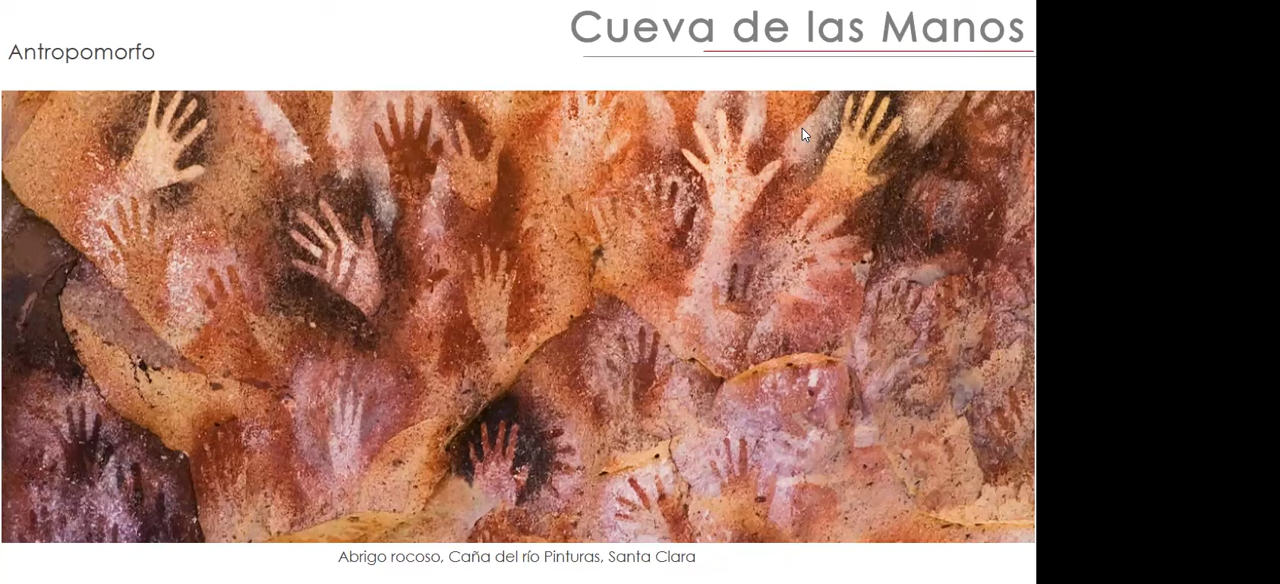 Cueva de las Manos
Antropomorfo
Abrigo rocoso, Caña del río Pinturas, Santa Clara